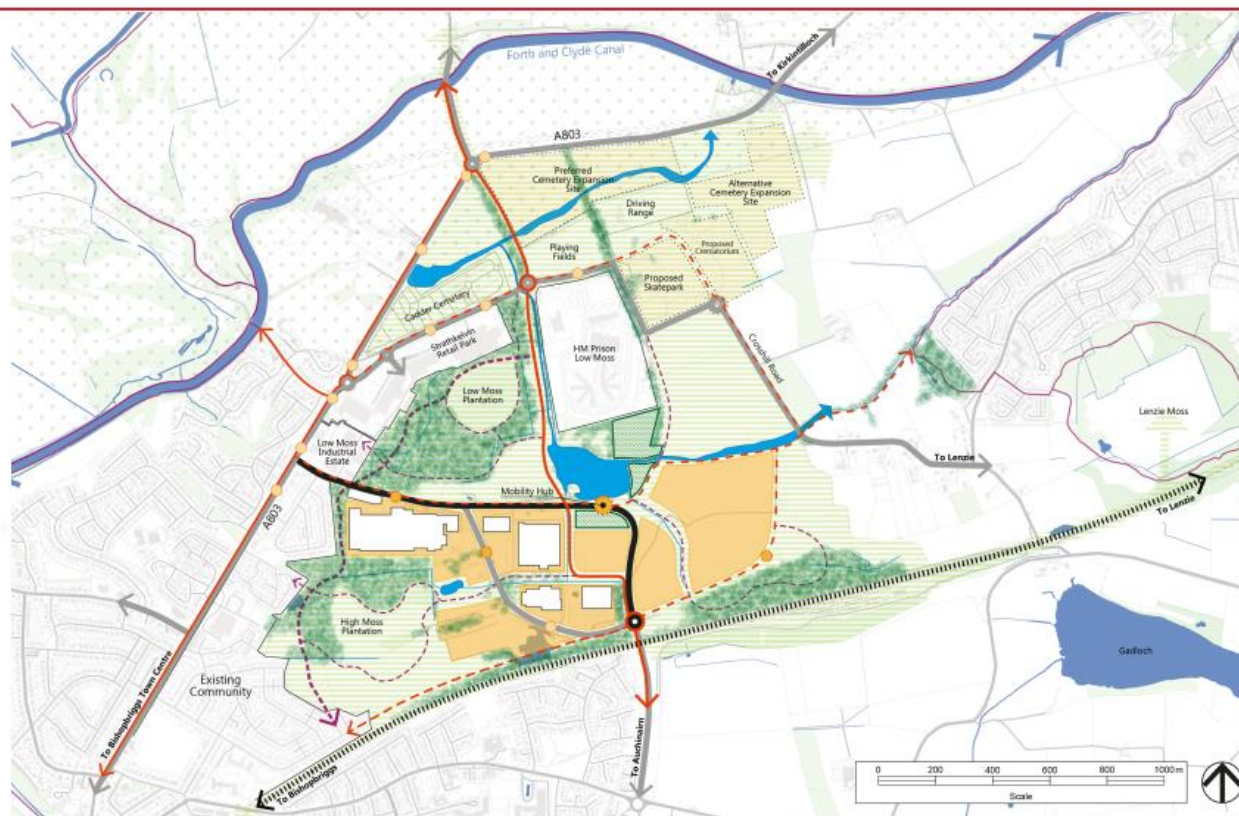 Forth and Clyde Canal
To Kirkintilloch
A803
Preferred
Cemetery Expansion
Site
Alternative
Cemetery Expansion
Site
Driving
Range
Playing
Fields
Proposed
Crematorium
Proposed
Skatepark
Cadder Cemetery
Strathkelvin
Retail Park
HM Prison
Low Moss
Crosshill Road
Low Moss
Plantation
Lenzie Moss
Low Moss
Industrial
Estate
To Lenzie
Mobility Hub
To Lenzie
A803
High Moss
Plantation
Gadloch
Existing
Community
To Bishopbriggs Town Centre
To Auchinairn
To Bishopbriggs
0 200 400 600 800 1000 m
Scale